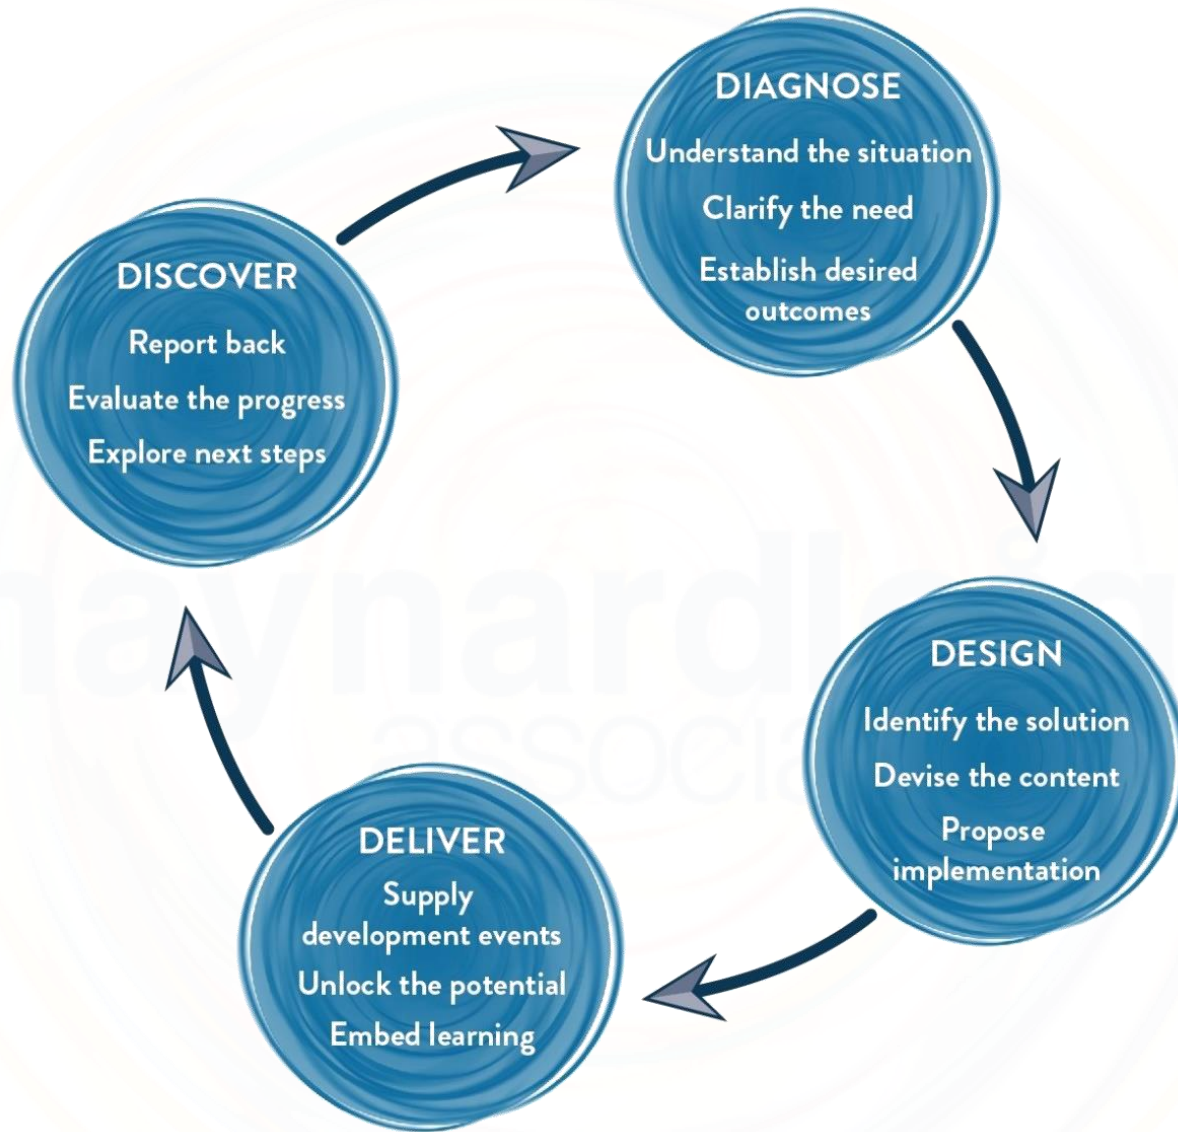 DIAGNOSE
Understand the situation
Clarify the need
Establish desired
outcomes
DISCOVER
Report back
Evaluate the progress
Explore next steps
DESIGN
Identify the solution
Devise the content
Propose
implementation
DELIVER
Supply
development events
Unlock the potential
Embed learning